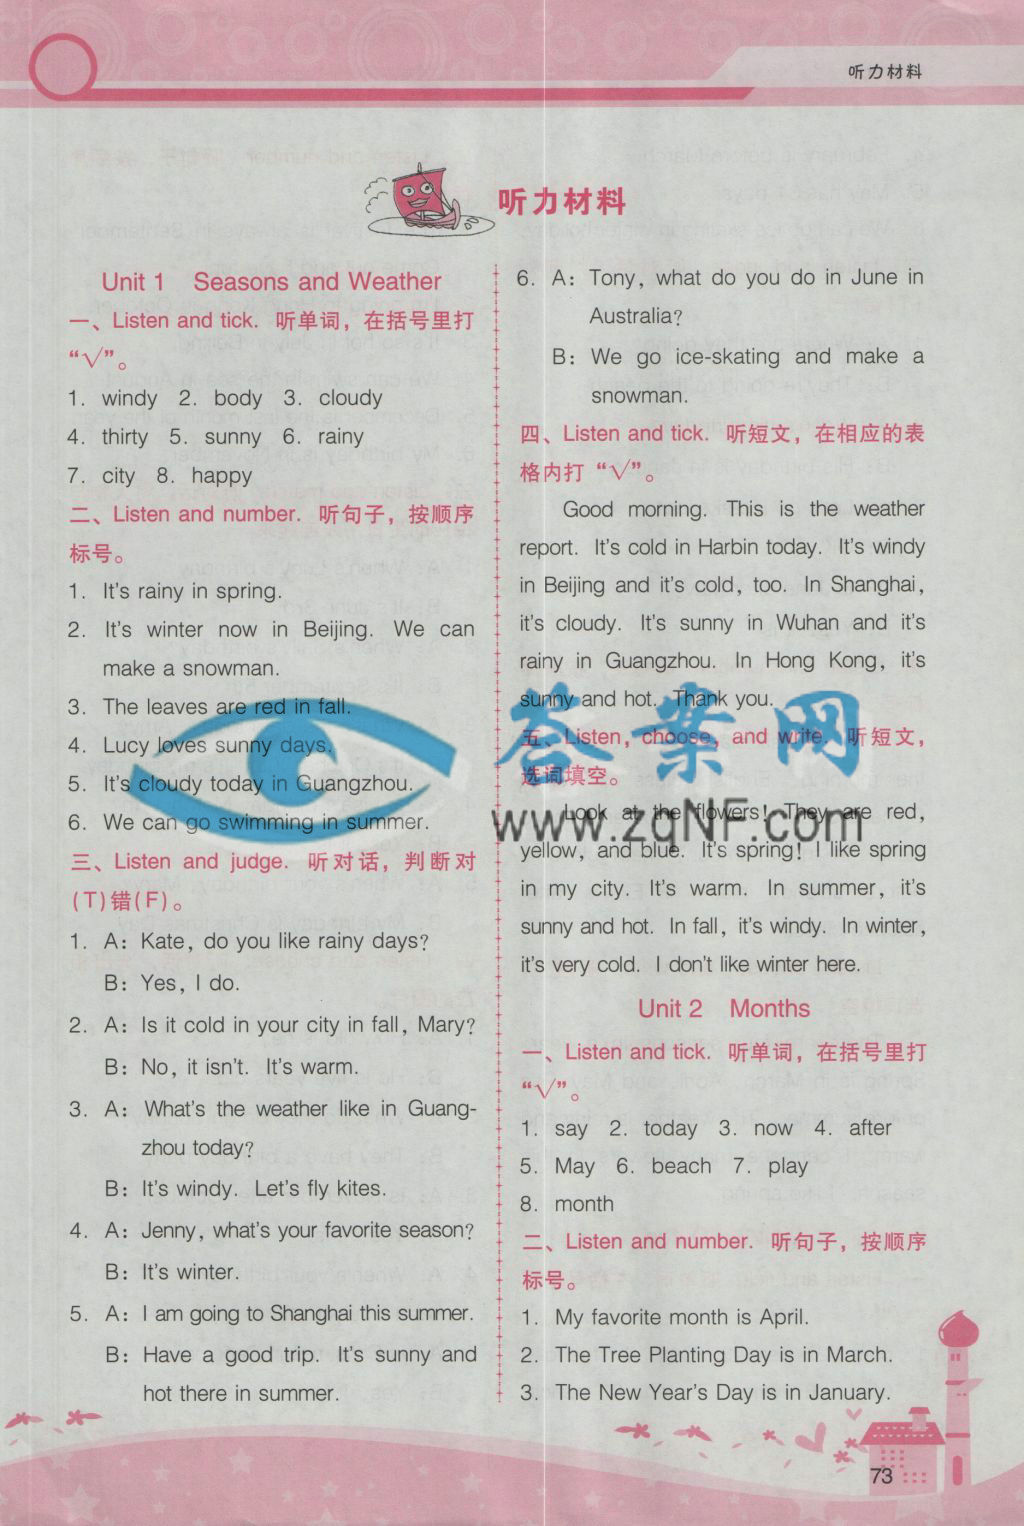 听力材料
听力材料
Unit 1 Seasons and Weather
一、Listen and tick. 听单词，在括号里打
“√”。
1. windy 2. body 3. cloudy
4. thirty 5. sunny 6. rainy
7. city 8. happy
二、Listen and number. 听句子，按顺序
标号。
1. It's rainy in spring.
2. It's winter now in Beijing. We can
make a snowman.
3. The leaves are red in fall.
4. Lucy loves sunny days.
5. It's cloudy today in Guangzhou.
6. We can go swimming in summer.
三、Listen and judge. 听对话，判断对
(T)错(F)。
1. A: Kate, do you like rainy days?
B: Yes, I do.
2. A: Is it cold in your city in fall, Mary?
B: No, it isn't. It's warm.
3. A: What's the weather like in Guang-
zhou today?
B: It's windy. Let's fly kites.
4. A: Jenny, what's your favorite season?
B: It's winter.
5. A: I am going to Shanghai this summer.
B: Have a good trip. It's sunny and
hot there in summer.
6. A: Tony, what do you do in June in
Australia?
B: We go ice-skating and make a
snowman.
四、Listen and tick. 听短文，在相应的表
格内打“√”。
Good morning. This is the weather
report. It's cold in Harbin today. It's windy
in Beijing and it's cold, too. In Shanghai,
it's cloudy. It's sunny in Wuhan and it's
rainy in Guangzhou. In Hong Kong, it's
sunny and hot. Thank you.
五、Listen, choose, and write. 听短文，
选词填空。
Look at the flowers! They are red,
yellow, and blue. It's spring! I like spring
in my city. It's warm. In summer, it's
sunny and hot. In fall, it's windy. In winter,
it's very cold. I don't like winter here.
Unit 2 Months
一、Listen and tick. 听单词，在括号里打
“√”。
1. say 2. today 3. now 4. after
5. May 6. beach 7. play
8. month
二、Listen and number. 听句子，按顺序
标号。
1. My favorite month is April.
2. The Tree Planting Day is in March.
3. The New Year's Day is in January.
73
答案网
www.zqNF.com